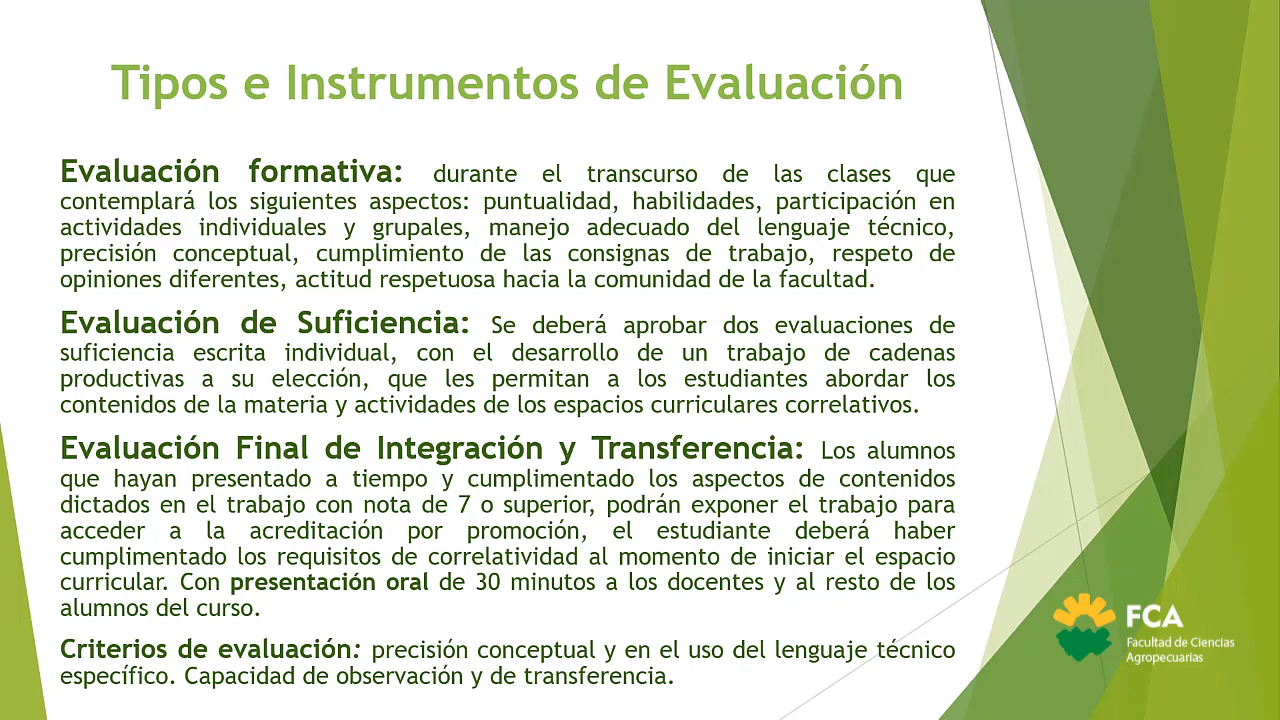 Tipos e Instrumentos de Evaluación
Evaluación formativa: durante el transcurso de las clases que
contemplará los siguientes aspectos: puntualidad, habilidades, participación en
actividades individuales y grupales, manejo adecuado del lenguaje técnico,
precisión conceptual, cumplimiento de las consignas de trabajo, respeto de
opiniones diferentes, actitud respetuosa hacia la comunidad de la facultad.
Evaluación de Suficiencia: Se deberá aprobar dos evaluaciones de
suficiencia escrita individual, con el desarrollo de un trabajo de cadenas
productivas a su elección, que les permitan a los estudiantes abordar los
contenidos de la materia y actividades de los espacios curriculares correlativos.
Evaluación Final de Integración y Transferencia: Los alumnos
que hayan presentado a tiempo y cumplimentado los aspectos de contenidos
dictados en el trabajo con nota de 7 o superior, podrán exponer el trabajo para
acceder a la acreditación por promoción, el estudiante deberá haber
cumplimentado los requisitos de correlatividad al momento de iniciar el espacio
curricular. Con presentación oral de 30 minutos a los docentes y al resto de los
alumnos del curso.
Criterios de evaluación: precisión conceptual y en el uso del lenguaje técnico
específico. Capacidad de observación y de transferencia.
FCA
Facultad de Ciencias
Agropecuarias